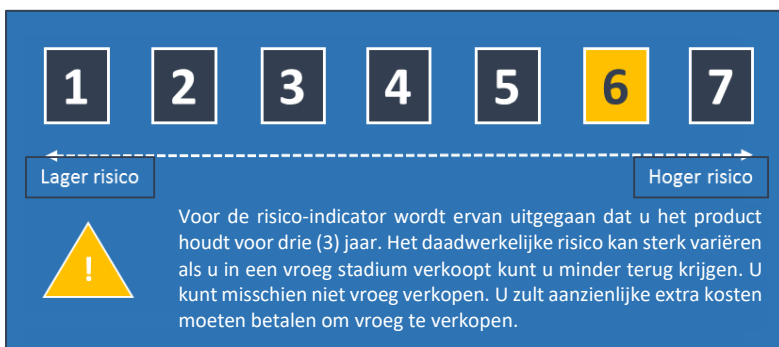 1 2 3 4 5 6 7
Lager risico Hoger risico
Voor de risico-indicator wordt ervan uitgegaan dat u het product
houdt voor drie (3) jaar. Het daadwerkelijke risico kan sterk variëren
als u in een vroeg stadium verkoopt kunt u minder terug krijgen. U
kunt misschien niet vroeg verkopen. U zult aanzienlijke extra kosten
moeten betalen om vroeg te verkopen.
!